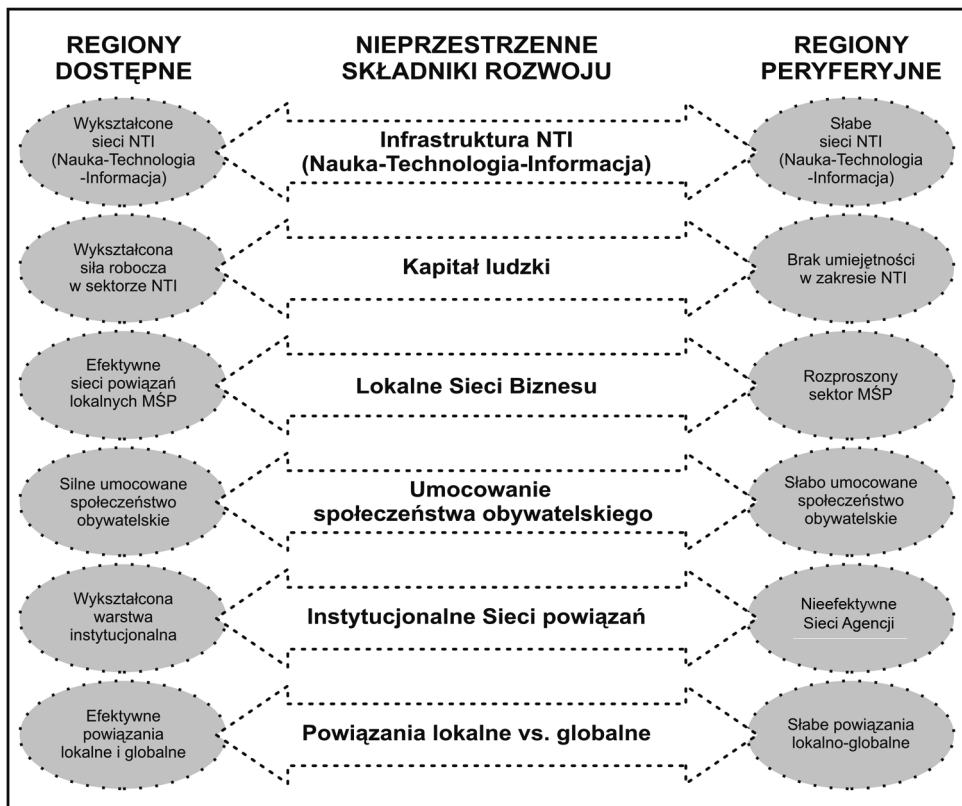 REGIONY
DOSTĘPNE
NIEPRZESTRZENNE
SKŁADNIKI ROZWOJU
REGIONY
PERYFERYJNE
Wykształcone
sieci NTI
(Nauka-Technologia
-Informacja)
Infrastruktura NTI
(Nauka-Technologia-Informacja)
Słabe
sieci NTI
(Nauka-Technologia
-Informacja)
Wykształcona
siła robocza
w sektorze NTI
Kapitał ludzki
Brak umiejętności
w zakresie NTI
Efektywne
sieci powiązań
lokalnych MŚP
Lokalne Sieci Biznesu
Rozproszony
sektor MŚP
Silne umocowane
społeczeństwo
obywatelskie
Umocowanie
społeczeństwa obywatelskiego
Słabo umocowane
społeczeństwo
obywatelskie
Wykształcona
warstwa
instytucjonalna
Instytucjonalne Sieci powiązań
Nieefektywne
Sieci Agencji
Efektywne
powiązania
lokalne i globalne
Powiązania lokalne vs. globalne
Słabe powiązania
lokalno-globalne